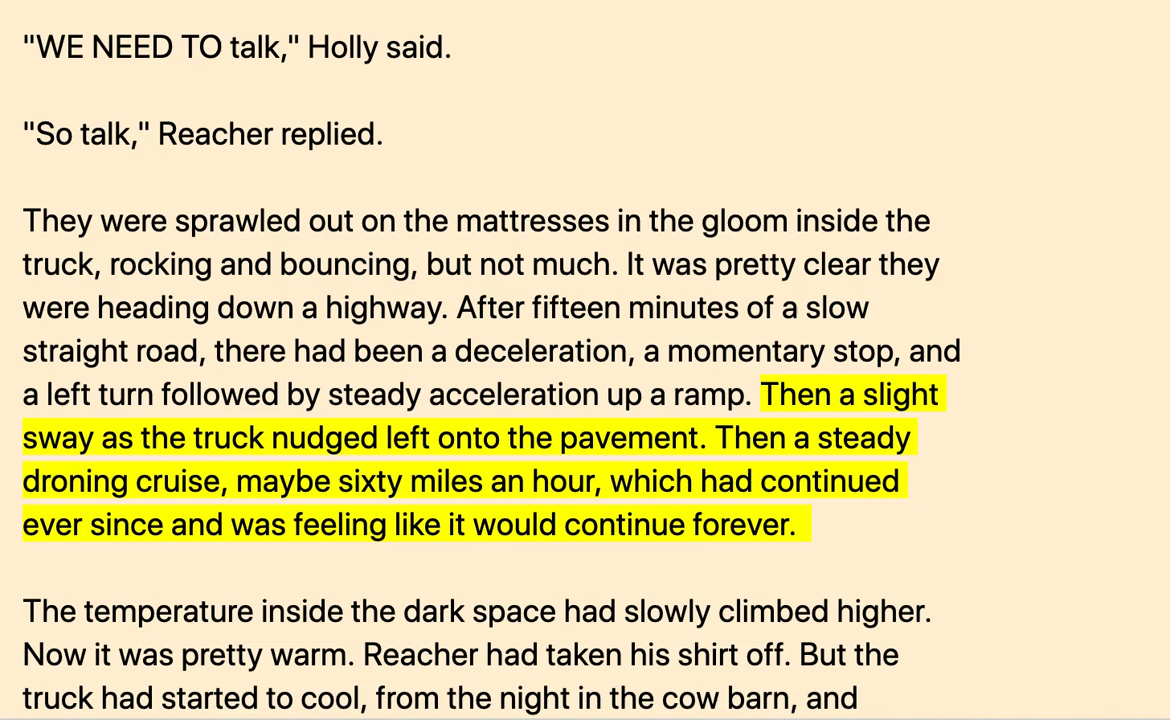 "WE NEED TO talk," Holly said.
"So talk," Reacher replied.
They were sprawled out on the mattresses in the gloom inside the
truck, rocking and bouncing, but not much. It was pretty clear they
were heading down a highway. After fifteen minutes of a slow
straight road, there had been a deceleration, a momentary stop, and
a left turn followed by steady acceleration up a ramp. Then a slight
sway as the truck nudged left onto the pavement. Then a steady
droning cruise, maybe sixty miles an hour, which had continued
ever since and was feeling like it would continue forever.
The temperature inside the dark space had slowly climbed higher.
Now it was pretty warm. Reacher had taken his shirt off. But the
truck had started to cool, from the night in the cow barn, and